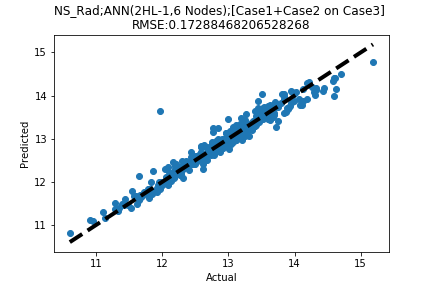 NS_Rad;ANN(2HL-1,6 Nodes);[Case1+Case2 on Case3]
RMSE:0.17288468206528268
15
14
13
12
11
Predicted
11
12
13
14
15
Actual